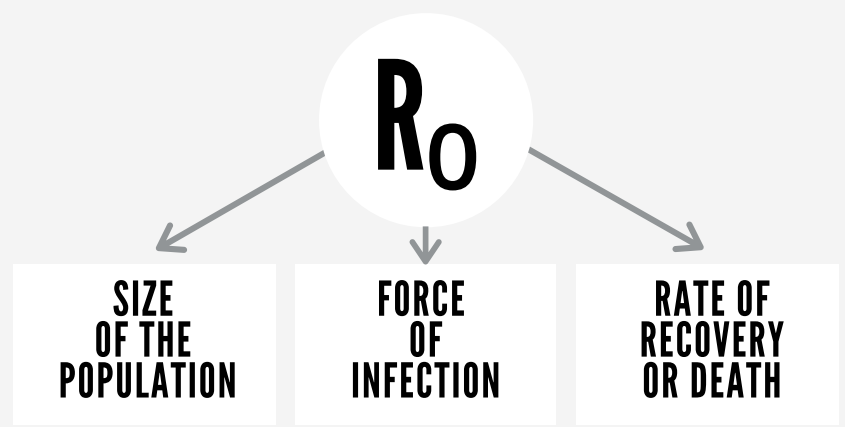 R0
SIZE
OF THE
POPULATION
FORCE
OF
INFECTION
RATE OF
RECOVERY
OR DEATH